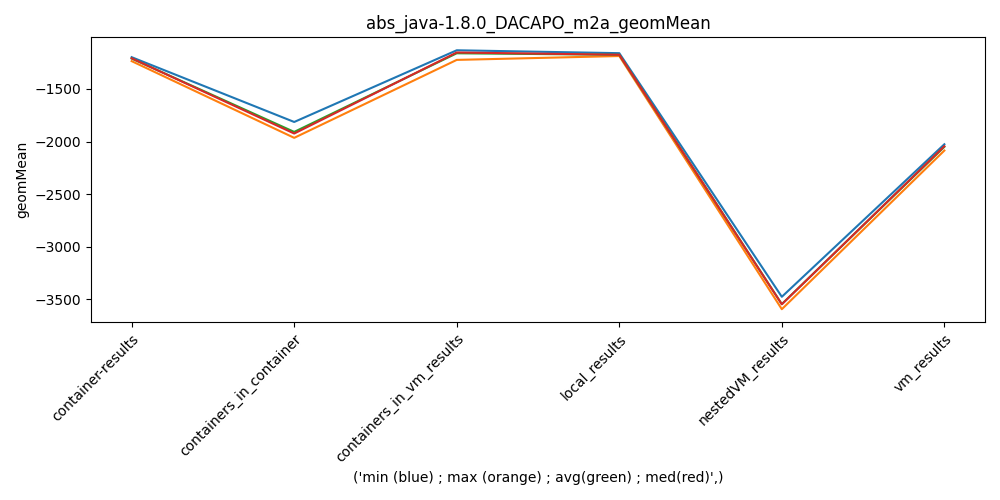 abs_java-1.8.0_DACAPO_m2a_geomMean
geomMean
−1500
−2000
−2500
−3000
−3500
container-results
containers_in_container
containers_in_vm_results
local_results
nestedVM_results
vm_results
('min (blue) ; max (orange) ; avg(green) ; med(red)',)